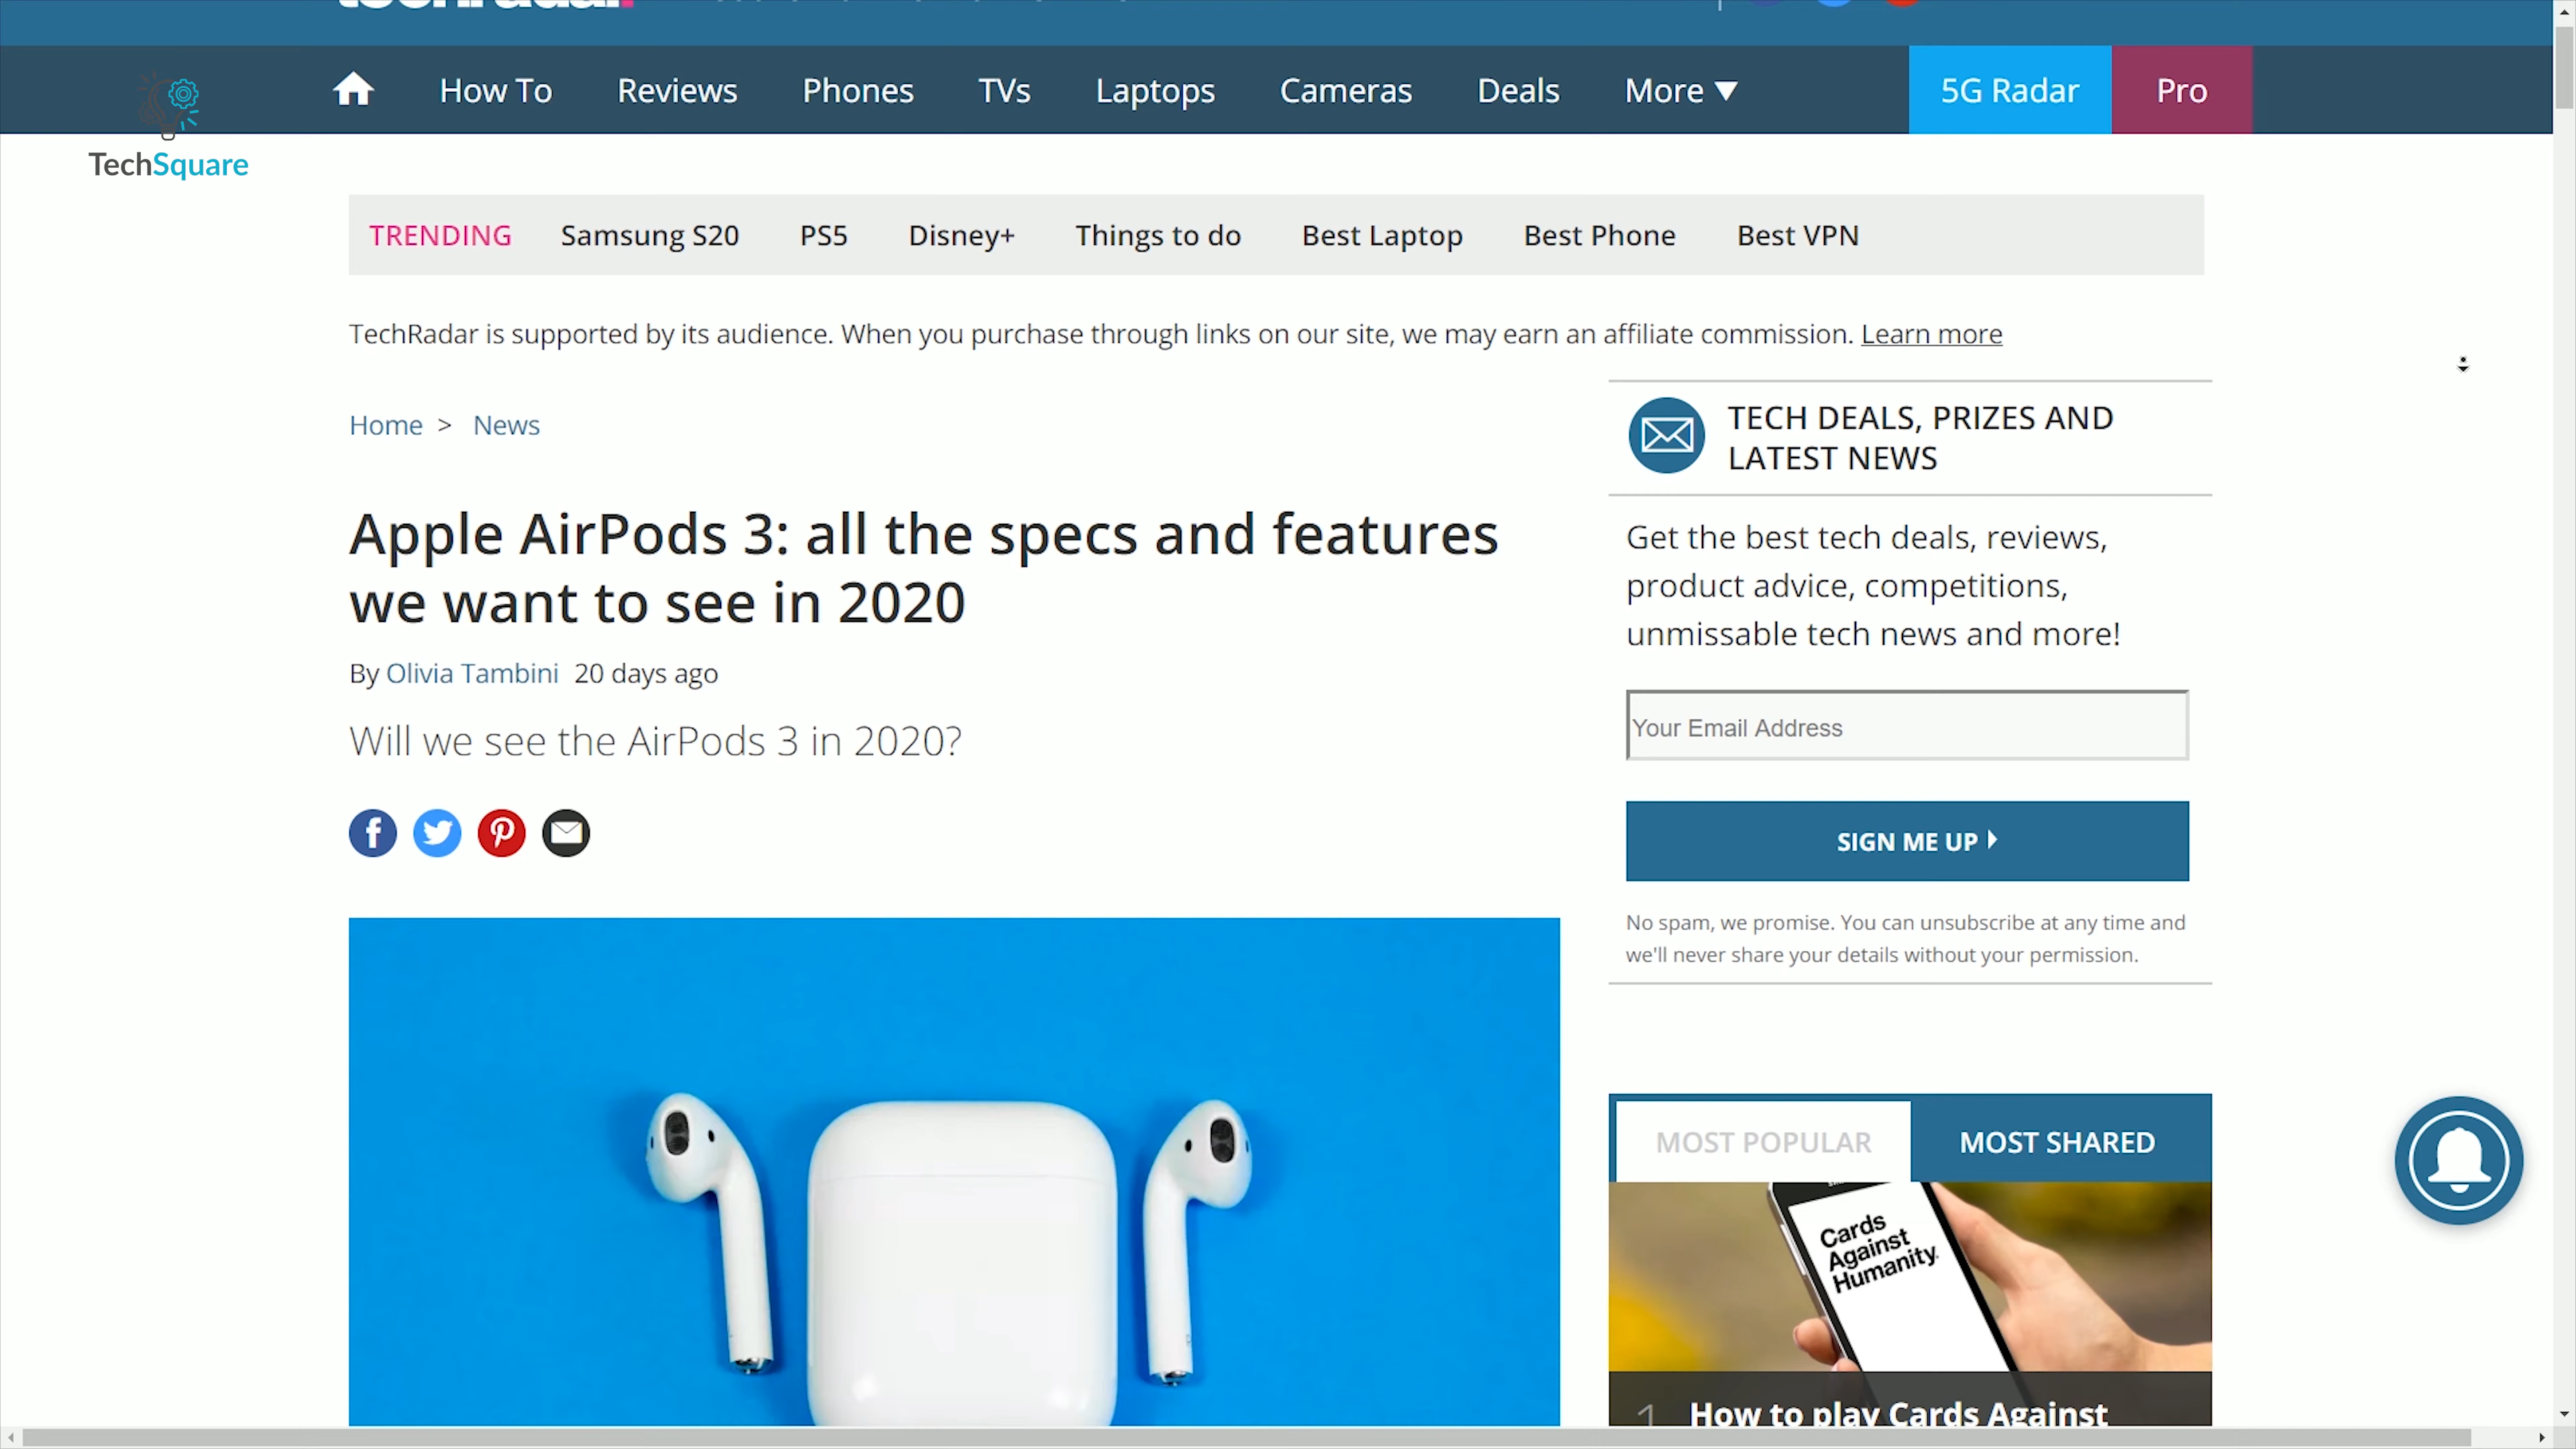 techradar.
How To Reviews Phones TVs Laptops Cameras Deals More 5G Radar Pro
TechSquare
TRENDING Samsung S20 PS5 Disney+ Things to do Best Laptop Best Phone Best VPN
TechRadar is supported by its audience. When you purchase through links on our site, we may earn an affiliate commission. Learn more
Home > News
Apple AirPods 3: all the specs and features
we want to see in 2020
By Olivia Tambini 20 days ago
Will we see the AirPods 3 in 2020?
TECH DEALS, PRIZES AND
LATEST NEWS
Get the best tech deals, reviews,
product advice, competitions,
unmissable tech news and more!
Your Email Address
SIGN ME UP
No spam, we promise. You can unsubscribe at any time and
we'll never share your details without your permission.
MOST POPULAR MOST SHARED
Cards
Against
Humanity
1 How to play Cards Against